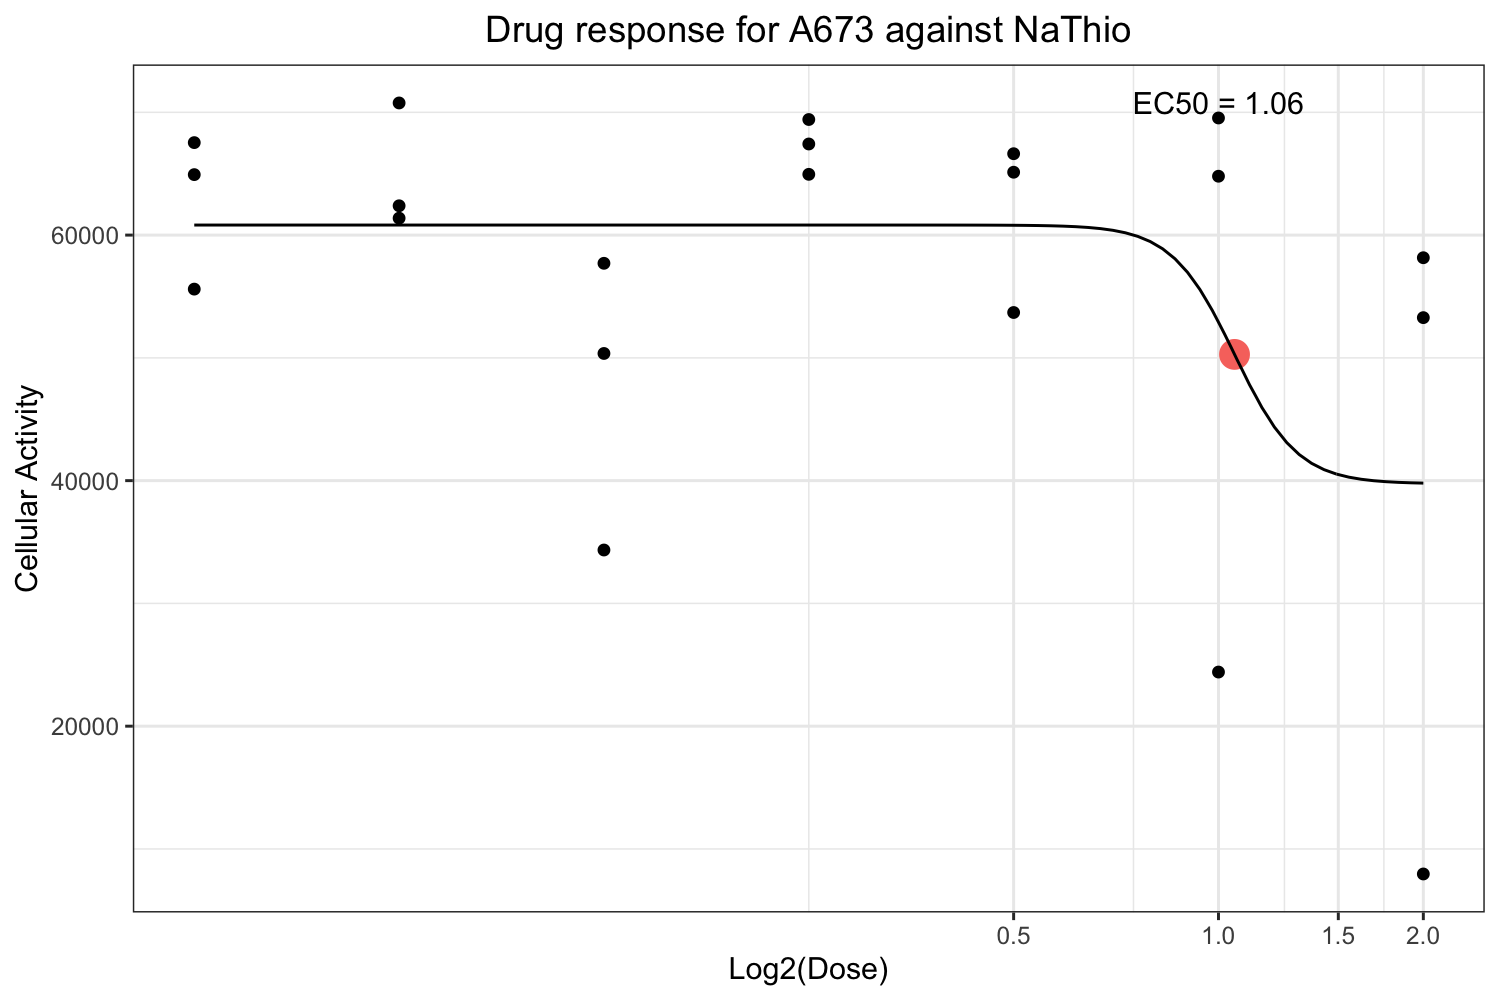 Drug response for A673 against NaThio
EC50 = 1.06
60000
40000
20000
Cellular Activity
0.5
1.0
1.5
2.0
Log2(Dose)